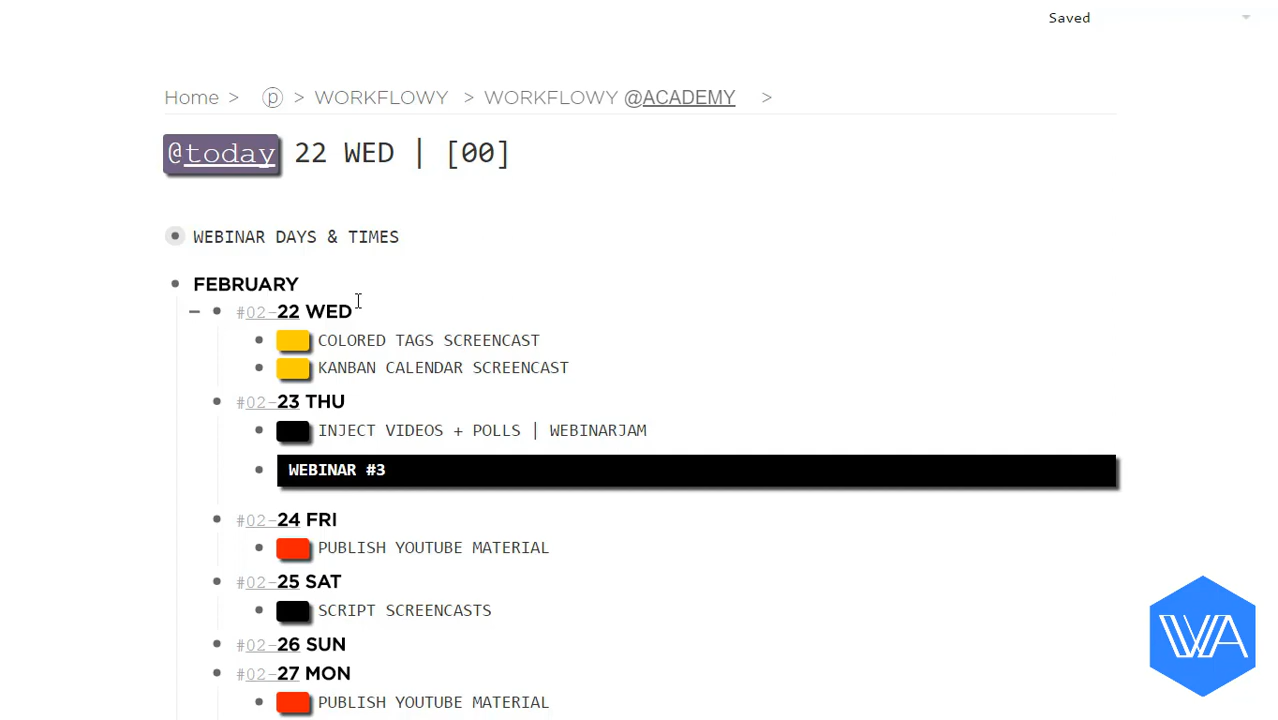 Saved
Home > p > WORKFLOWY > WORKFLOWY @ACADEMY >
@today 22 WED | [00]
WEBINAR DAYS & TIMES
FEBRUARY
#02-22 WED
COLORED TAGS SCREENCAST
KANBAN CALENDAR SCREENCAST
#02-23 THU
INJECT VIDEOS + POLLS | WEBINARJAM
WEBINAR #3
#02-24 FRI
PUBLISH YOUTUBE MATERIAL
#02-25 SAT
SCRIPT SCREENCASTS
#02-26 SUN
#02-27 MON
PUBLISH YOUTUBE MATERIAL
WA